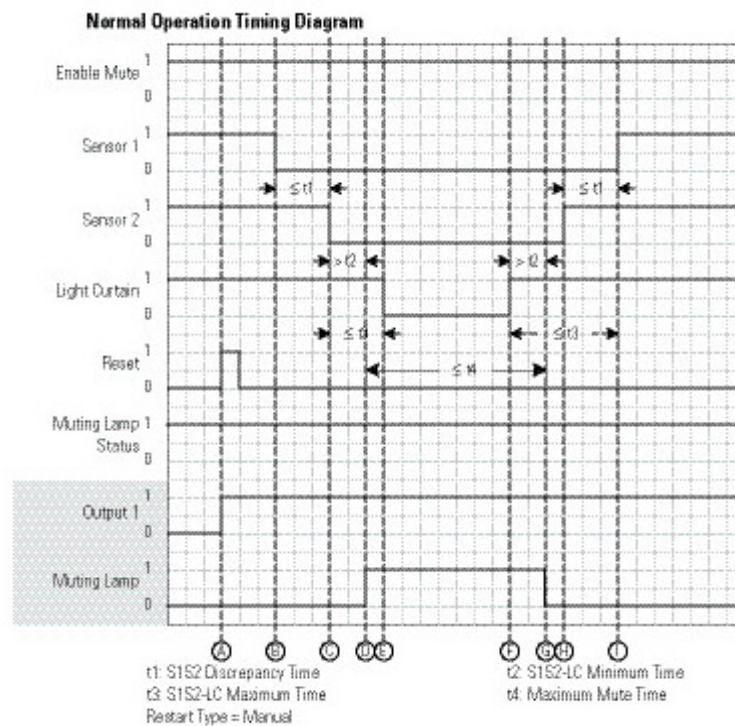 Normal Operation Timing Diagram
Enable Mute 1
0
Sensor 1 1
0
≤ t1
≤ t1
Sensor 2 1
0
> t2
> t2
Light Curtain 1
0
≤ t3
Reset 1
0
≤ t4
Muting Lamp 1
Status
0
Output 1 1
0
Muting Lamp 1
0
A B C D E F G H I
t1: S1S2 Discrepancy Time
t2: S1S2-LC Minimum Time
t3: S1S2-LC Maximum Time
t4: Maximum Mute Time
Restart Type = Manual